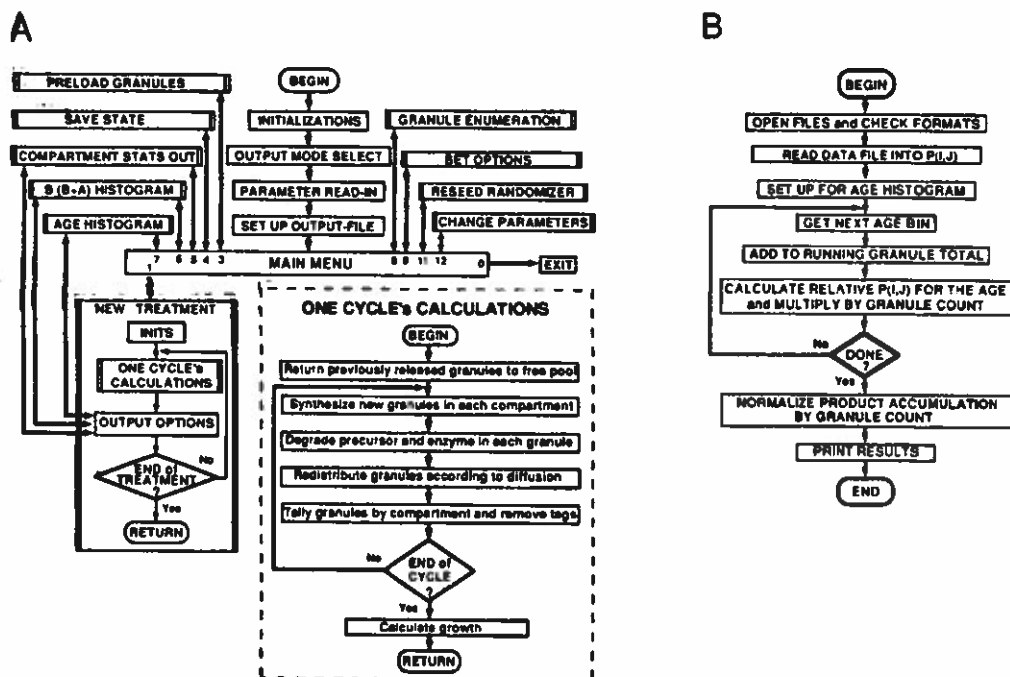 A
B
PRELOAD GRANULES
SAVE STATE
COMPARTMENT STATS OUT
S (B+A) HISTOGRAM
AGE HISTOGRAM
BEGIN
INITIALIZATIONS
OUTPUT MODE SELECT
PARAMETER READ-IN
SET UP OUTPUT-FILE
GRANULE ENUMERATION
SET OPTIONS
RESEED RANDOMIZER
CHANGE PARAMETERS
1 7 6 5 4 3 MAIN MENU 8 9 11 12 0
EXIT
NEW TREATMENT
INITS
ONE CYCLE's
CALCULATIONS
OUTPUT OPTIONS
END of
TREATMENT
?
No
Yes
RETURN
ONE CYCLE's CALCULATIONS
BEGIN
Return previously released granules to free pool
Synthesize new granules in each compartment
Degrade precursor and enzyme in each granule
Redistribute granules according to diffusion
Tally granules by compartment and remove tags
No
END of
CYCLE
?
Yes
Calculate growth
RETURN
BEGIN
OPEN FILES and CHECK FORMATS
READ DATA FILE INTO P(I,J)
SET UP FOR AGE HISTOGRAM
GET NEXT AGE BIN
ADD TO RUNNING GRANULE TOTAL
CALCULATE RELATIVE P(I,J) FOR THE AGE
and MULTIPLY BY GRANULE COUNT
No
DONE
?
Yes
NORMALIZE PRODUCT ACCUMULATION
BY GRANULE COUNT
PRINT RESULTS
END